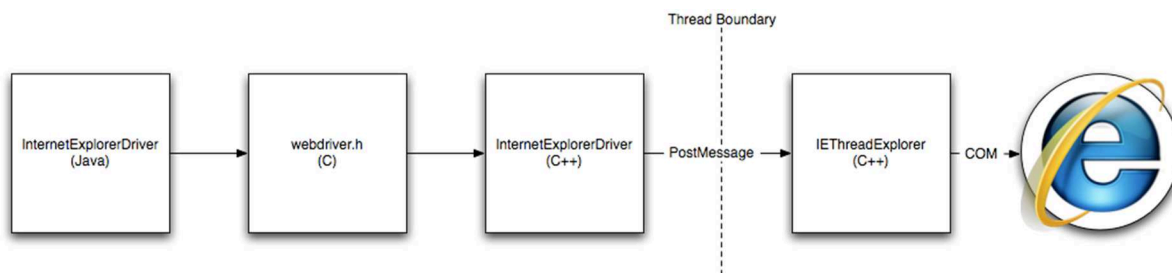 Thread Boundary
InternetExplorerDriver
(Java)
webdriver.h
(C)
InternetExplorerDriver
(C++)
PostMessage
IEThreadExplorer
(C++)
COM